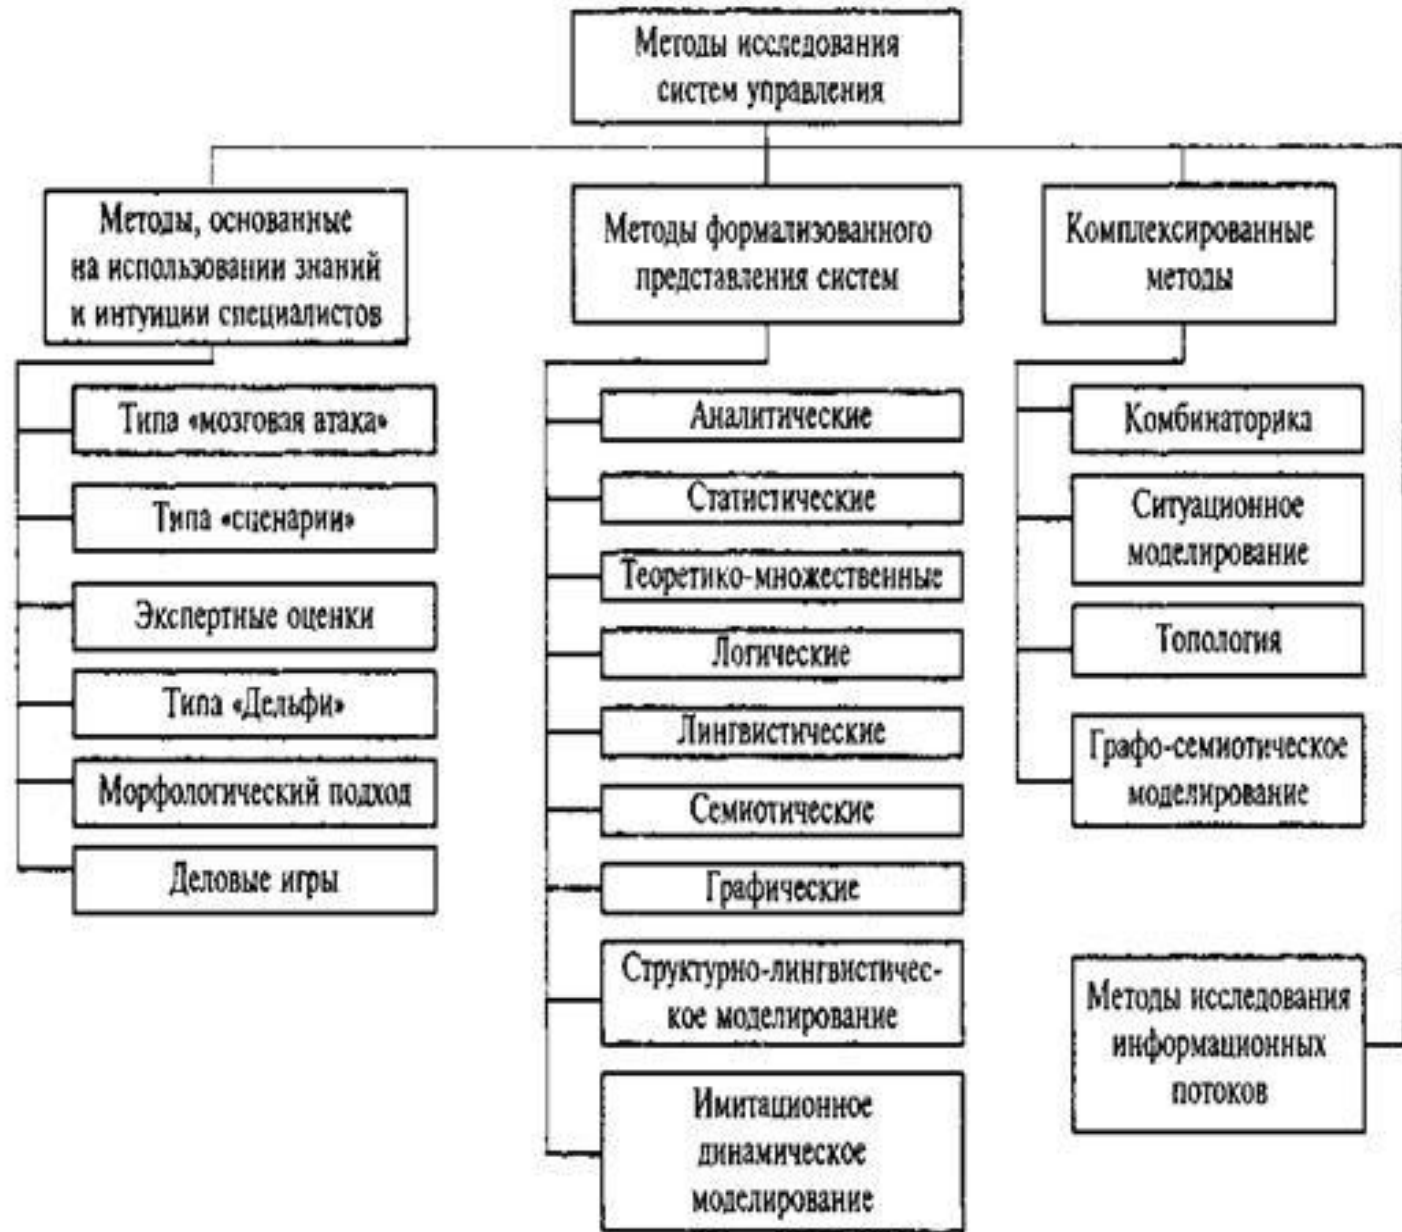 Методы исследования
систем управления
Методы, основанные
на использовании знаний
и интуиции специалистов
Типа «мозговая атака»
Типа «сценарии»
Экспертные оценки
Типа «Дельфи»
Морфологический подход
Деловые игры
Методы формализованного
представления систем
Аналитические
Статистические
Теоретико-множественные
Логические
Лингвистические
Семиотические
Графические
Структурно-лингвистичес-
кое моделирование
Имитационное
динамическое
моделирование
Комплексированные
методы
Комбинаторика
Ситуационное
моделирование
Топология
Графо-семиотическое
моделирование
Методы исследования
информационных
потоков